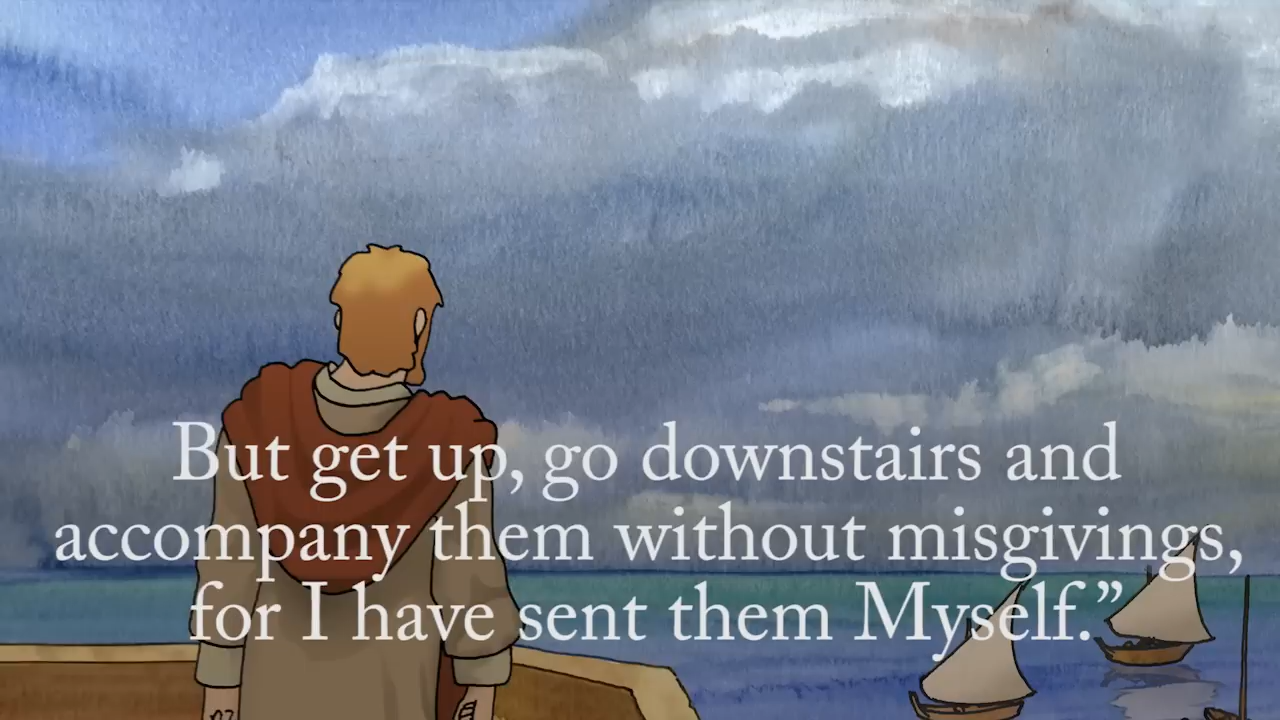 But get up, go downstairs and
accompany them without misgivings,
for I have sent them Myself.”